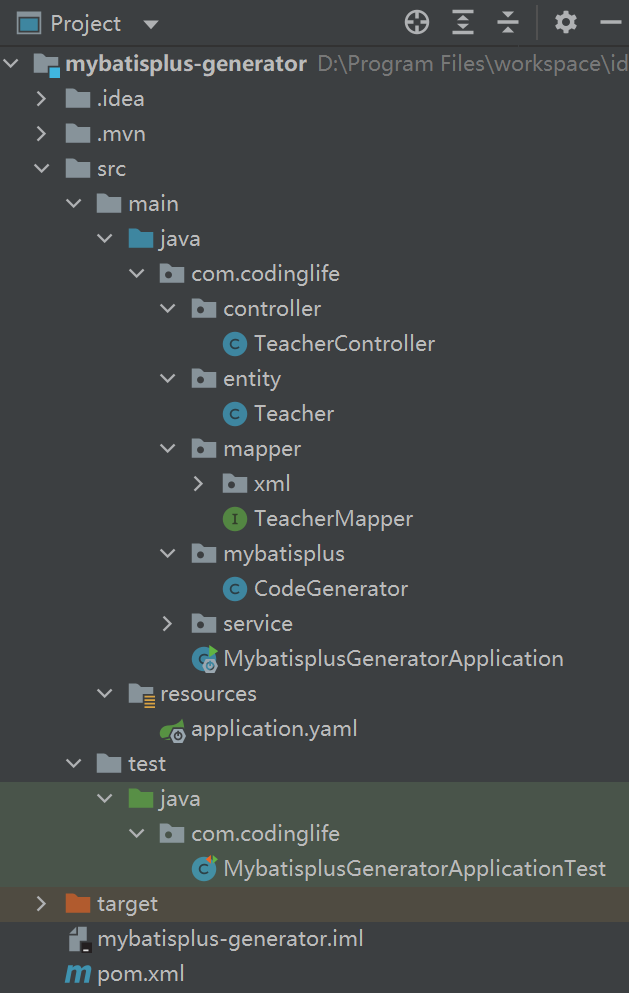 Project
mybatisplus-generator D:\Program Files\workspace\id
.idea
.mvn
src
main
java
com.codinglife
controller
C TeacherController
entity
C Teacher
mapper
xml
I TeacherMapper
mybatisplus
C CodeGenerator
service
C MybatisplusGeneratorApplication
resources
application.yaml
test
java
com.codinglife
C MybatisplusGeneratorApplicationTest
target
mybatisplus-generator.iml
m pom.xml